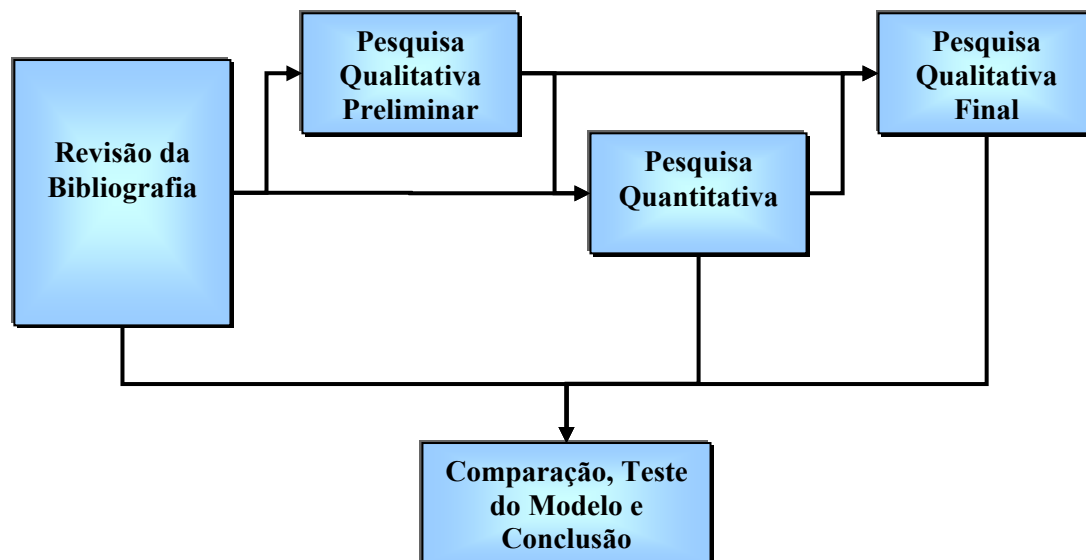 Revisão da
Bibliografia
Pesquisa
Qualitativa
Preliminar
Pesquisa
Quantitativa
Pesquisa
Qualitativa
Final
Comparação, Teste
do Modelo e
Conclusão